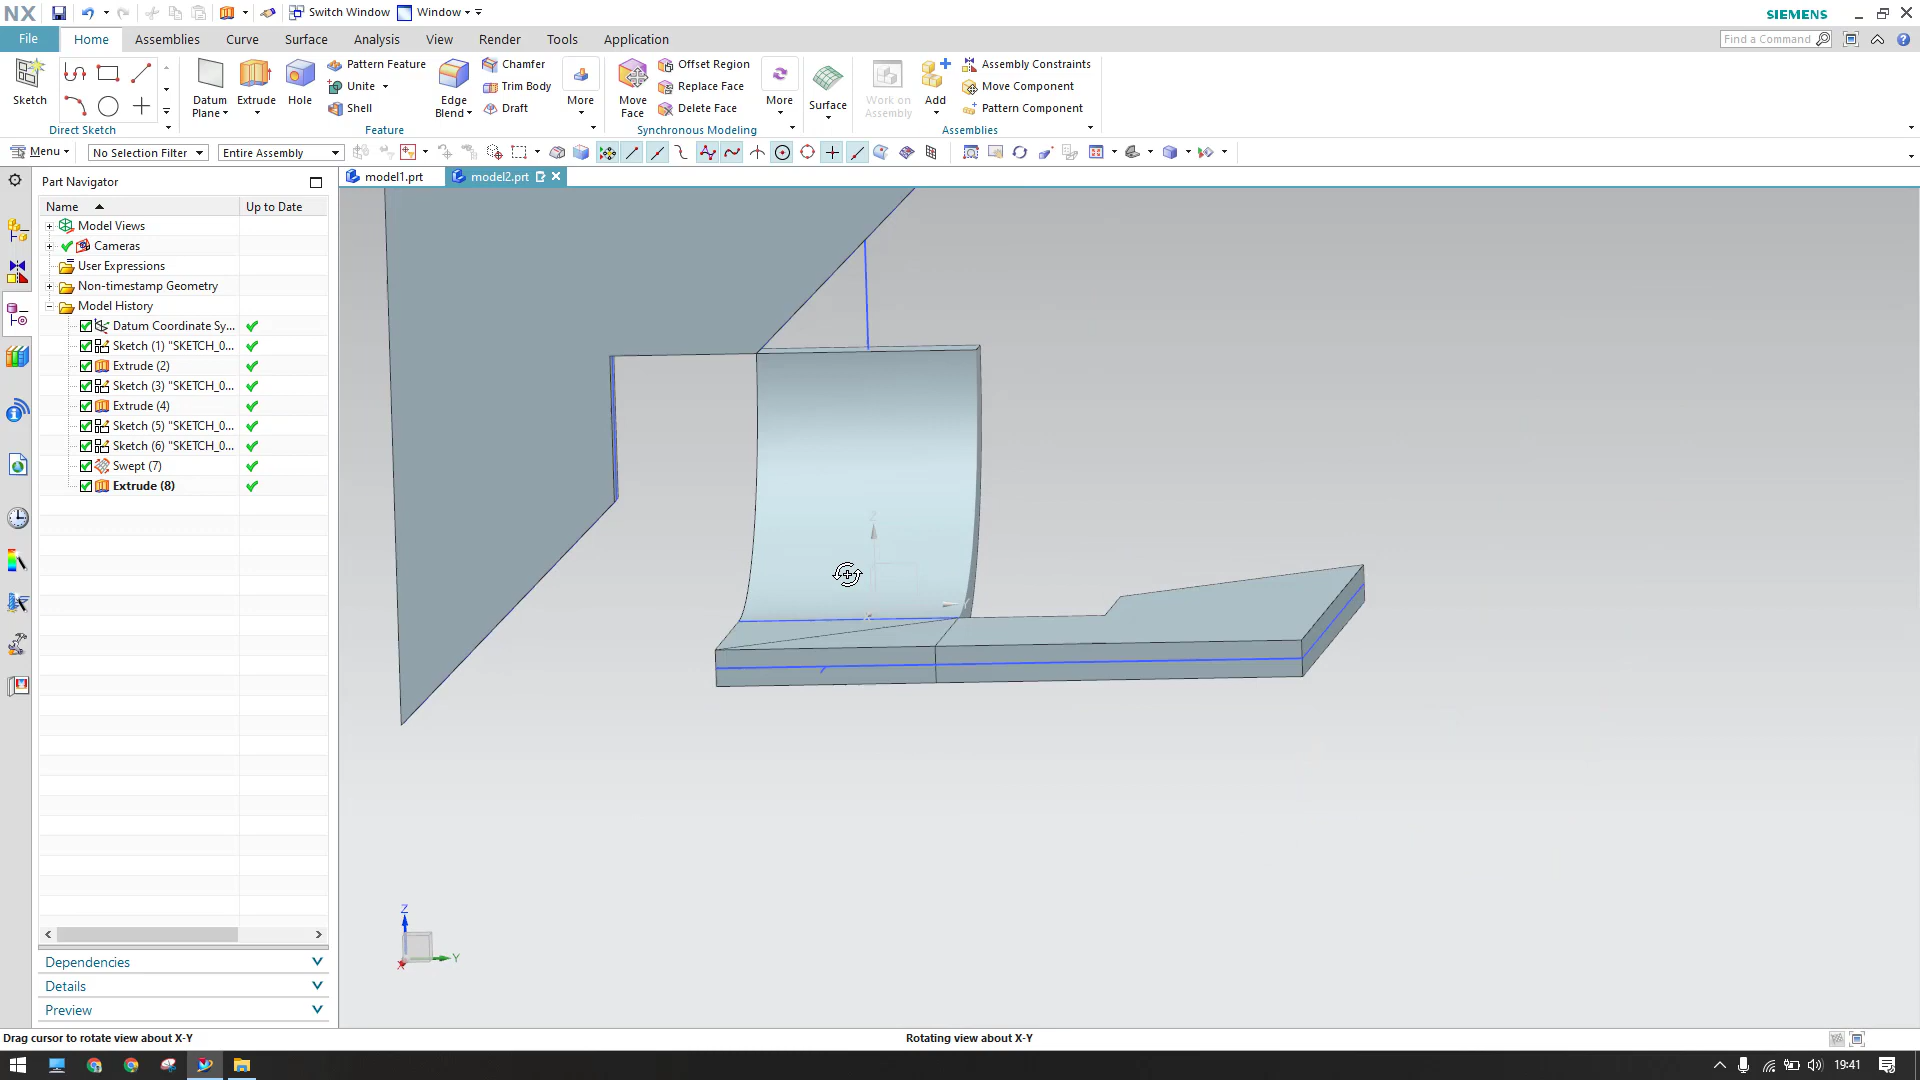 NX Switch Window Window SIEMENS
File Home Assemblies Curve Surface Analysis View Render Tools Application Find a Command
Sketch
Direct Sketch
Datum
Plane
Extrude
Hole
Pattern Feature
Unite
Shell
Edge
Blend
Chamfer
Trim Body
Draft
More
Feature
Move
Face
Offset Region
Replace Face
Delete Face
More
Synchronous Modeling
Surface
Work on
Assembly
Add
Assembly Constraints
Move Component
Pattern Component
Assemblies
Menu No Selection Filter Entire Assembly
Part Navigator
model1.prt model2.prt
Name Up to Date
Model Views
Cameras
User Expressions
Non-timestamp Geometry
Model History
Datum Coordinate Sy...
Sketch (1) "SKETCH_0...
Extrude (2)
Sketch (3) "SKETCH_0...
Extrude (4)
Sketch (5) "SKETCH_0...
Sketch (6) "SKETCH_0...
Swept (7)
Extrude (8)
Z
Z
Y
X
Dependencies
Details
Preview
Drag cursor to rotate view about X-Y Rotating view about X-Y
19:41